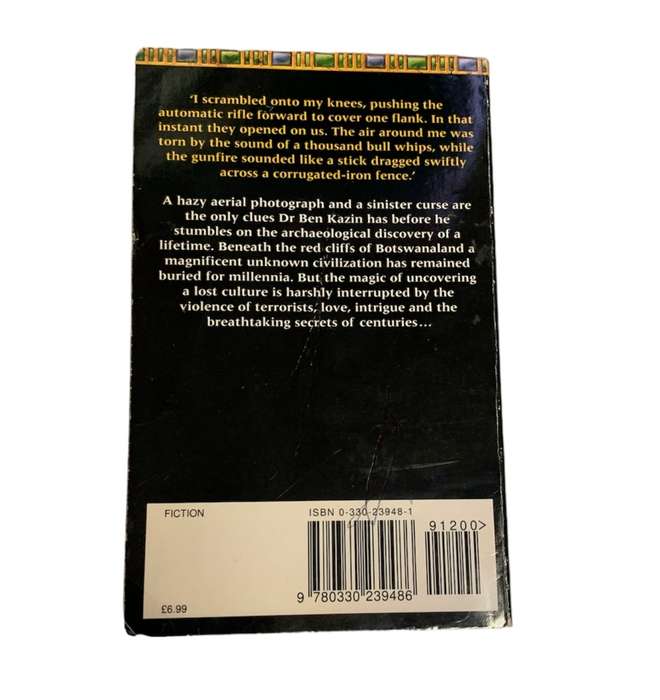 ‘I scrambled onto my knees, pushing the
automatic rifle forward to cover one flank. In that
instant they opened on us. The air around me was
torn by the sound of a thousand bull whips, while
the gunfire sounded like a stick dragged swiftly
across a corrugated-iron fence.’
A hazy aerial photograph and a sinister curse are
the only clues Dr Ben Kazin has before he
stumbles on the archaeological discovery of a
lifetime. Beneath the red cliffs of Botswanaland a
magnificent unknown civilization has remained
buried for millennia. But the magic of uncovering
a lost culture is harshly interrupted by the
violence of terrorists, love, intrigue and the
breathtaking secrets of centuries...
FICTION
ISBN 0-330-23948-1
91200>
9 780330 239486
£6.99